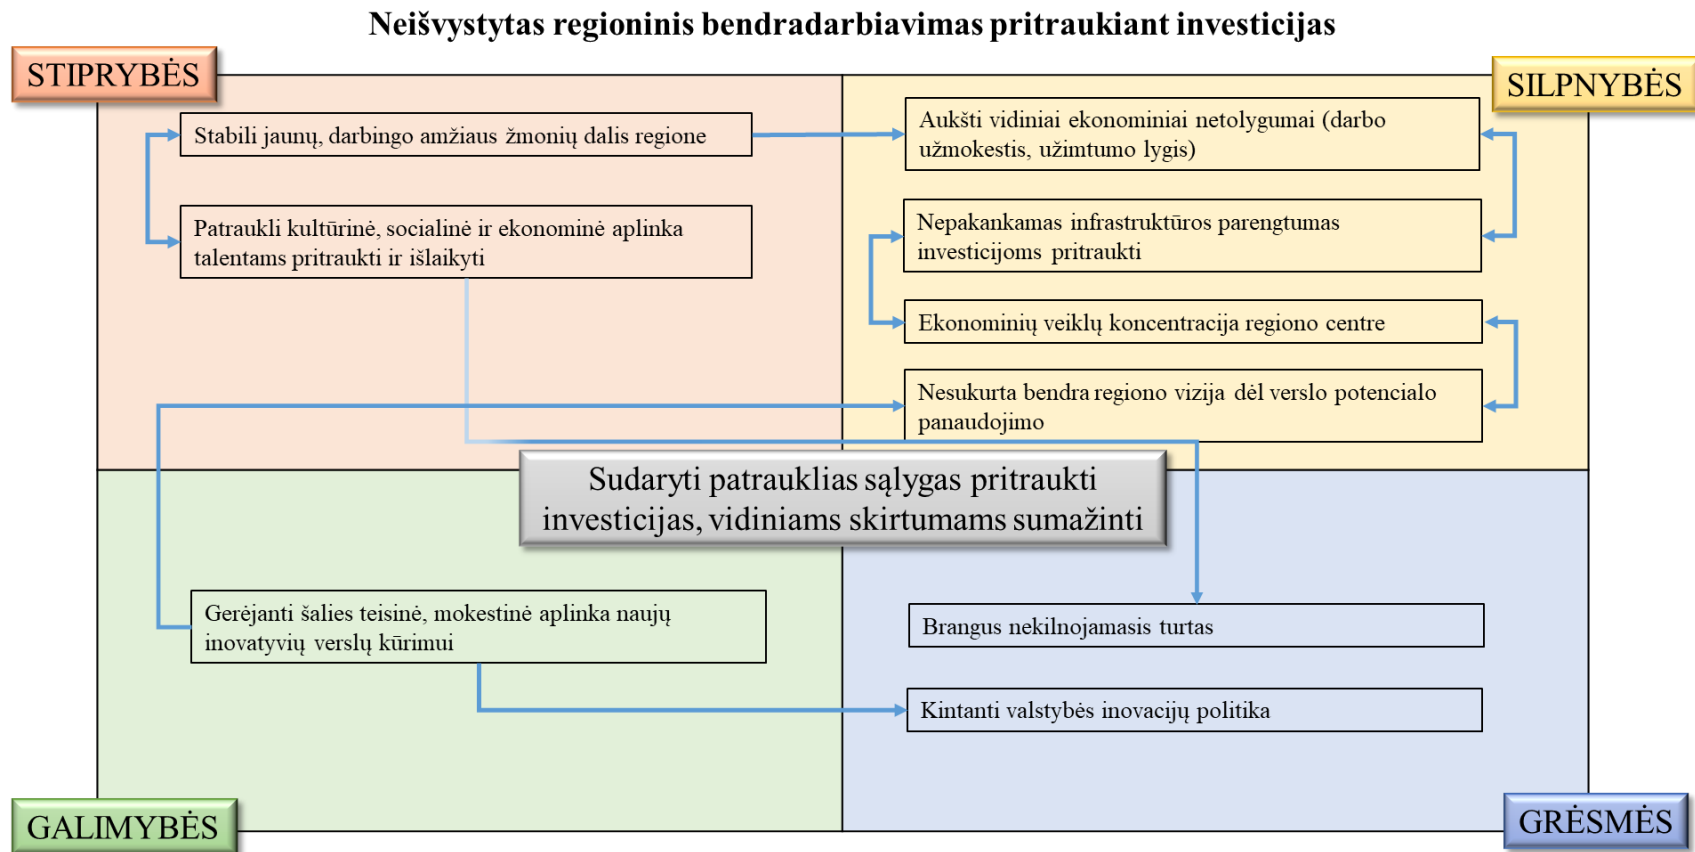 Neišvystytas regioninis bendradarbiavimas pritraukiant investicijas
STIPRYBĖS
Stabili jaunų, darbingo amžiaus žmonių dalis regione
Patraukli kultūrinė, socialinė ir ekonominė aplinka
talentams pritraukti ir išlaikyti
SILPNYBĖS
Aukšti vidiniai ekonominiai netolygumai (darbo
užmokestis, užimtumo lygis)
Nepakankamas infrastruktūros parengtumas
investicijoms pritraukti
Ekonominių veiklų koncentracija regiono centre
Nesukurta bendra regiono vizija dėl verslo potencialo
panaudojimo
Sudaryti patrauklias sąlygas pritraukti
investicijas, vidiniams skirtumams sumažinti
Gerėjanti šalies teisinė, mokestinė aplinka naujų
inovatyvių verslų kūrimui
GALIMYBĖS
Brangus nekilnojamasis turtas
Kintanti valstybės inovacijų politika
GRĖSMĖS